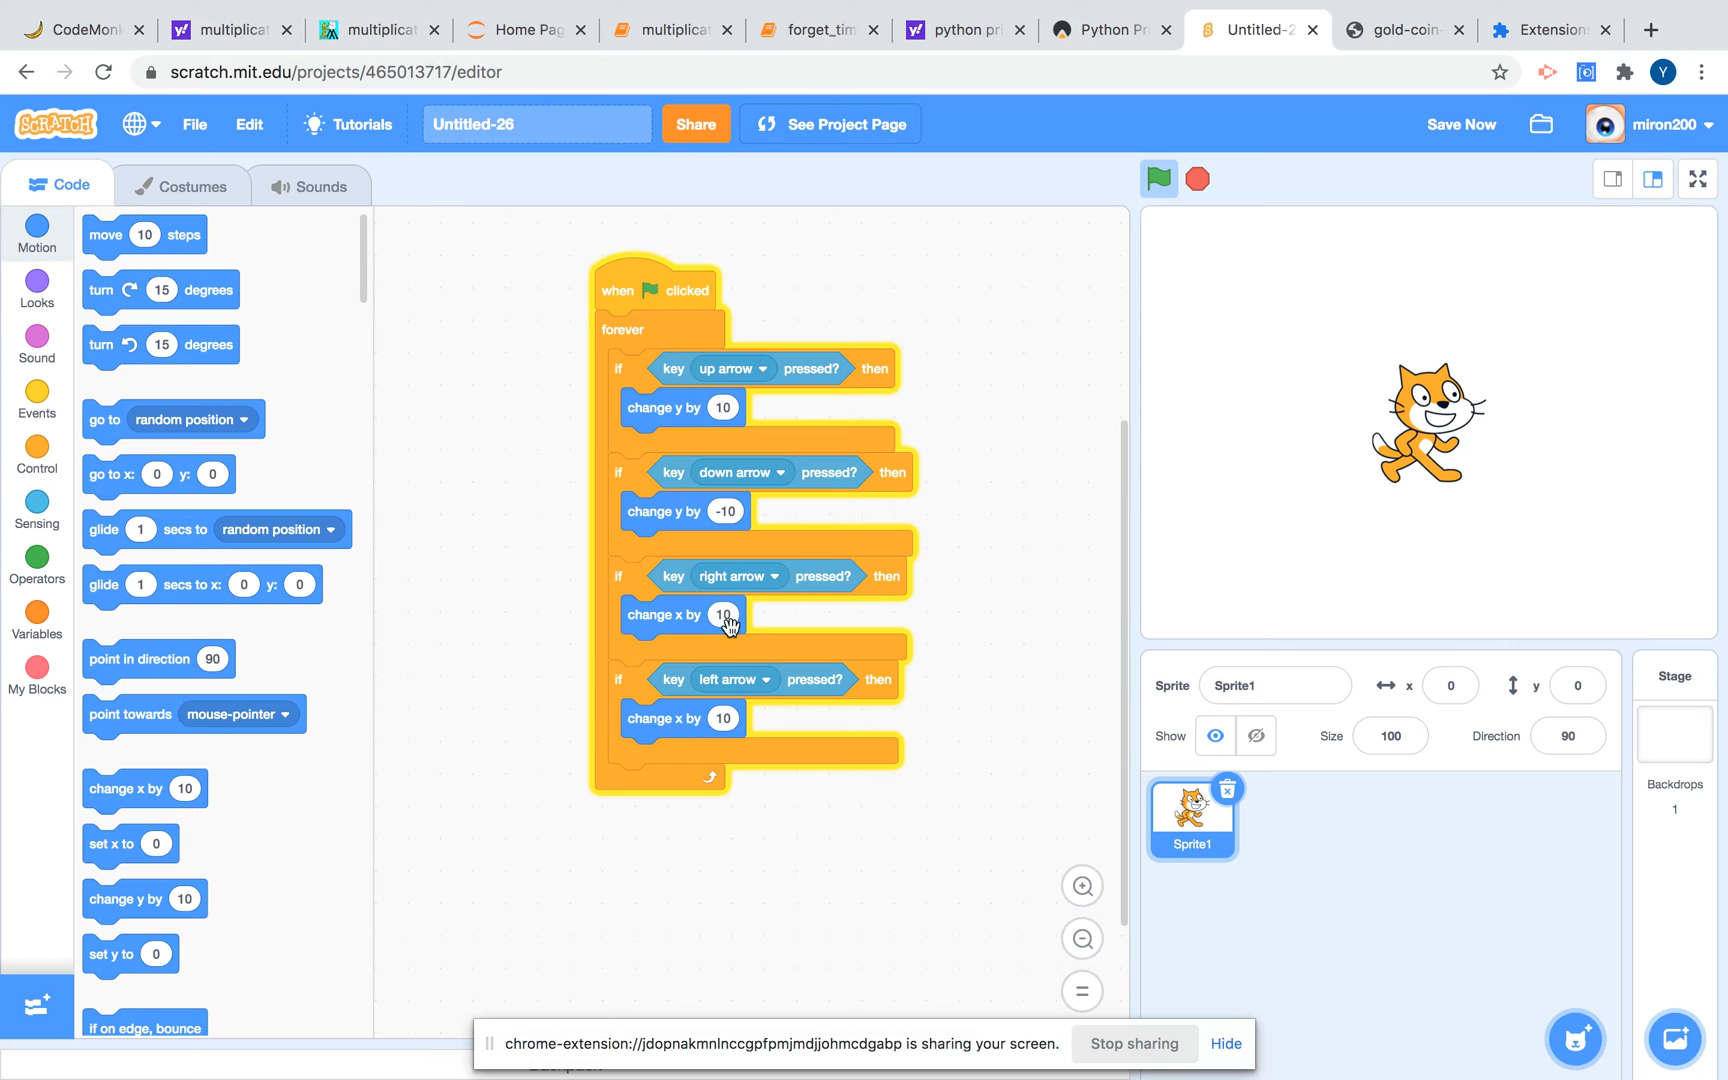 CodeMonk
multiplicat
multiplicat
Home Pag
multiplicat
forget_tim
python pri
Python Pri
Untitled-2
gold-coin-
Extension
scratch.mit.edu/projects/465013717/editor
Y
SCRATCH
File
Edit
Tutorials
Untitled-26
Share
See Project Page
Save Now
miron200
Code
Costumes
Sounds
Motion
Looks
Sound
Events
Control
Sensing
Operators
Variables
My Blocks
move 10 steps
turn 15 degrees
turn 15 degrees
go to random position
go to x: 0 y: 0
glide 1 secs to random position
glide 1 secs to x: 0 y: 0
point in direction 90
point towards mouse-pointer
change x by 10
set x to 0
change y by 10
set y to 0
if on edge, bounce
when clicked
forever
if key up arrow pressed? then
change y by 10
if key down arrow pressed? then
change y by -10
if key right arrow pressed? then
change x by 10
if key left arrow pressed? then
change x by 10
Sprite Sprite1 x 0 y 0
Show Size 100 Direction 90
Sprite1
Stage
Backdrops
1
chrome-extension://jdopnakmnlnccgpfpmjmdjjohmcdgabp is sharing your screen.
Stop sharing
Hide